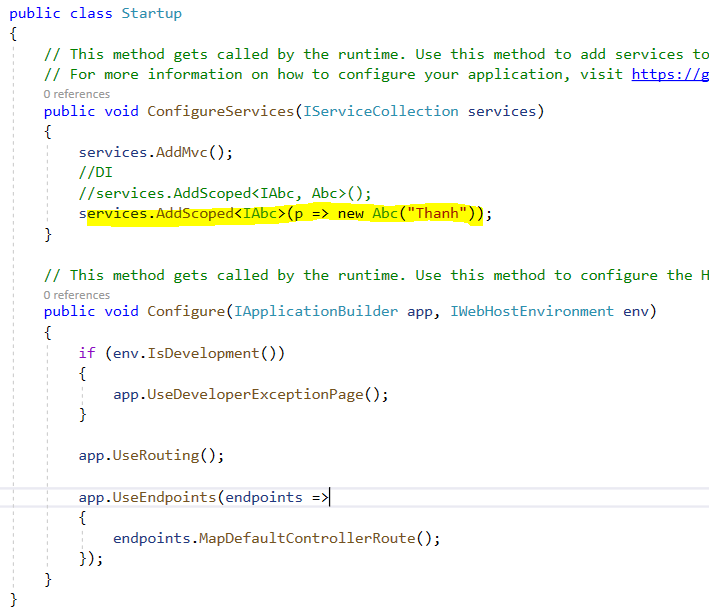 public class Startup
{
// This method gets called by the runtime. Use this method to add services to
// For more information on how to configure your application, visit https://g
0 references
public void ConfigureServices(IServiceCollection services)
{
services.AddMvc();
//DI
//services.AddScoped<IAbc, Abc>();
services.AddScoped<IAbc>(p => new Abc("Thanh"));
}
// This method gets called by the runtime. Use this method to configure the H
0 references
public void Configure(IApplicationBuilder app, IWebHostEnvironment env)
{
if (env.IsDevelopment())
{
app.UseDeveloperExceptionPage();
}
app.UseRouting();
app.UseEndpoints(endpoints =>
{
endpoints.MapDefaultControllerRoute();
});
}
}